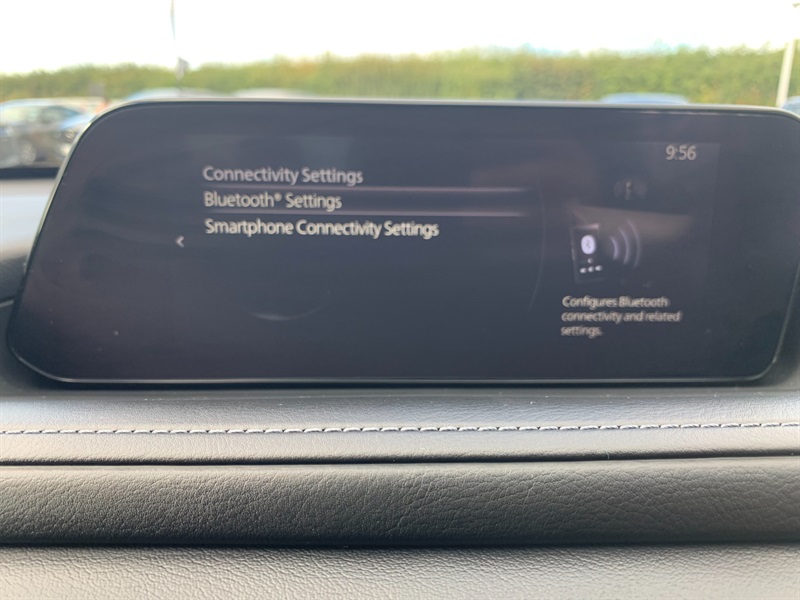 9:56
Connectivity Settings
Bluetooth® Settings
Smartphone Connectivity Settings
Configures Bluetooth
connectivity and related
settings.